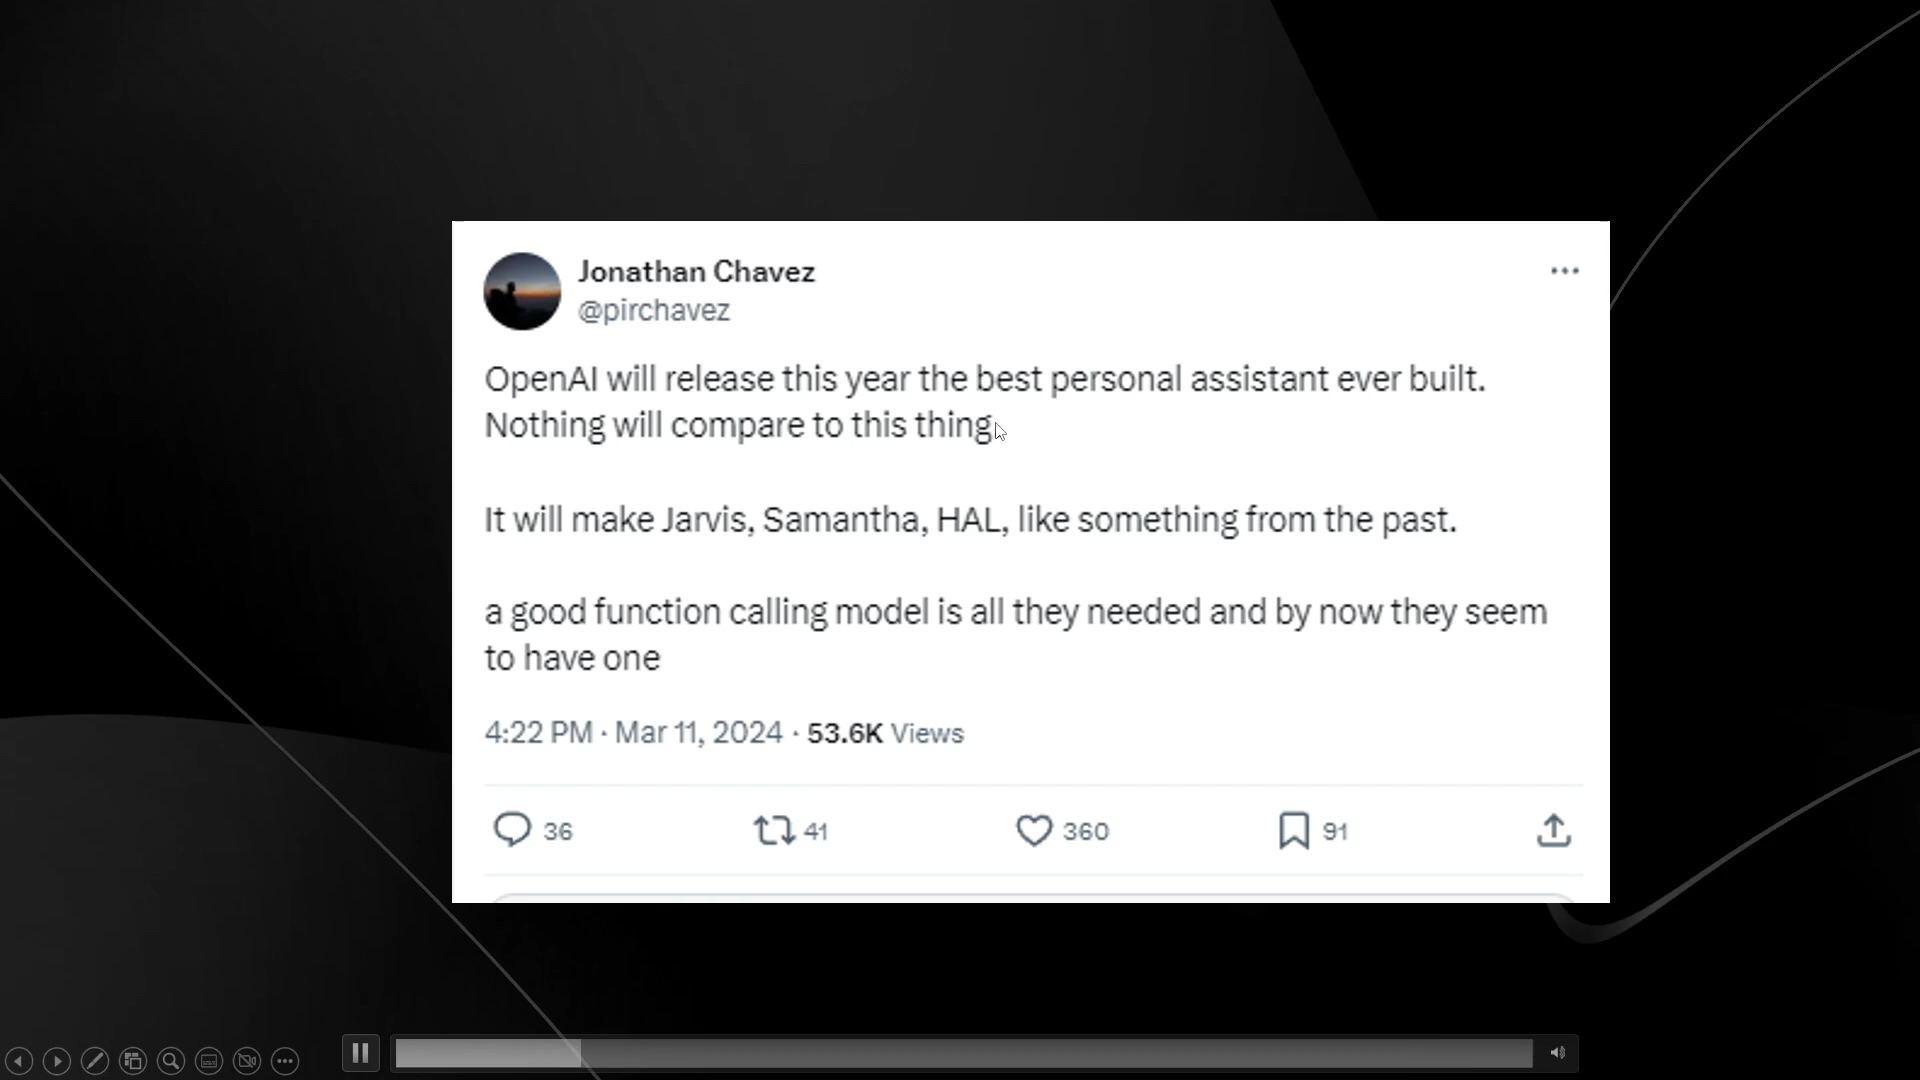 Jonathan Chavez
@pirchavez
OpenAI will release this year the best personal assistant ever built.
Nothing will compare to this thing.
It will make Jarvis, Samantha, HAL, like something from the past.
a good function calling model is all they needed and by now they seem
to have one
4:22 PM · Mar 11, 2024 · 53.6K Views
36 41 360 91